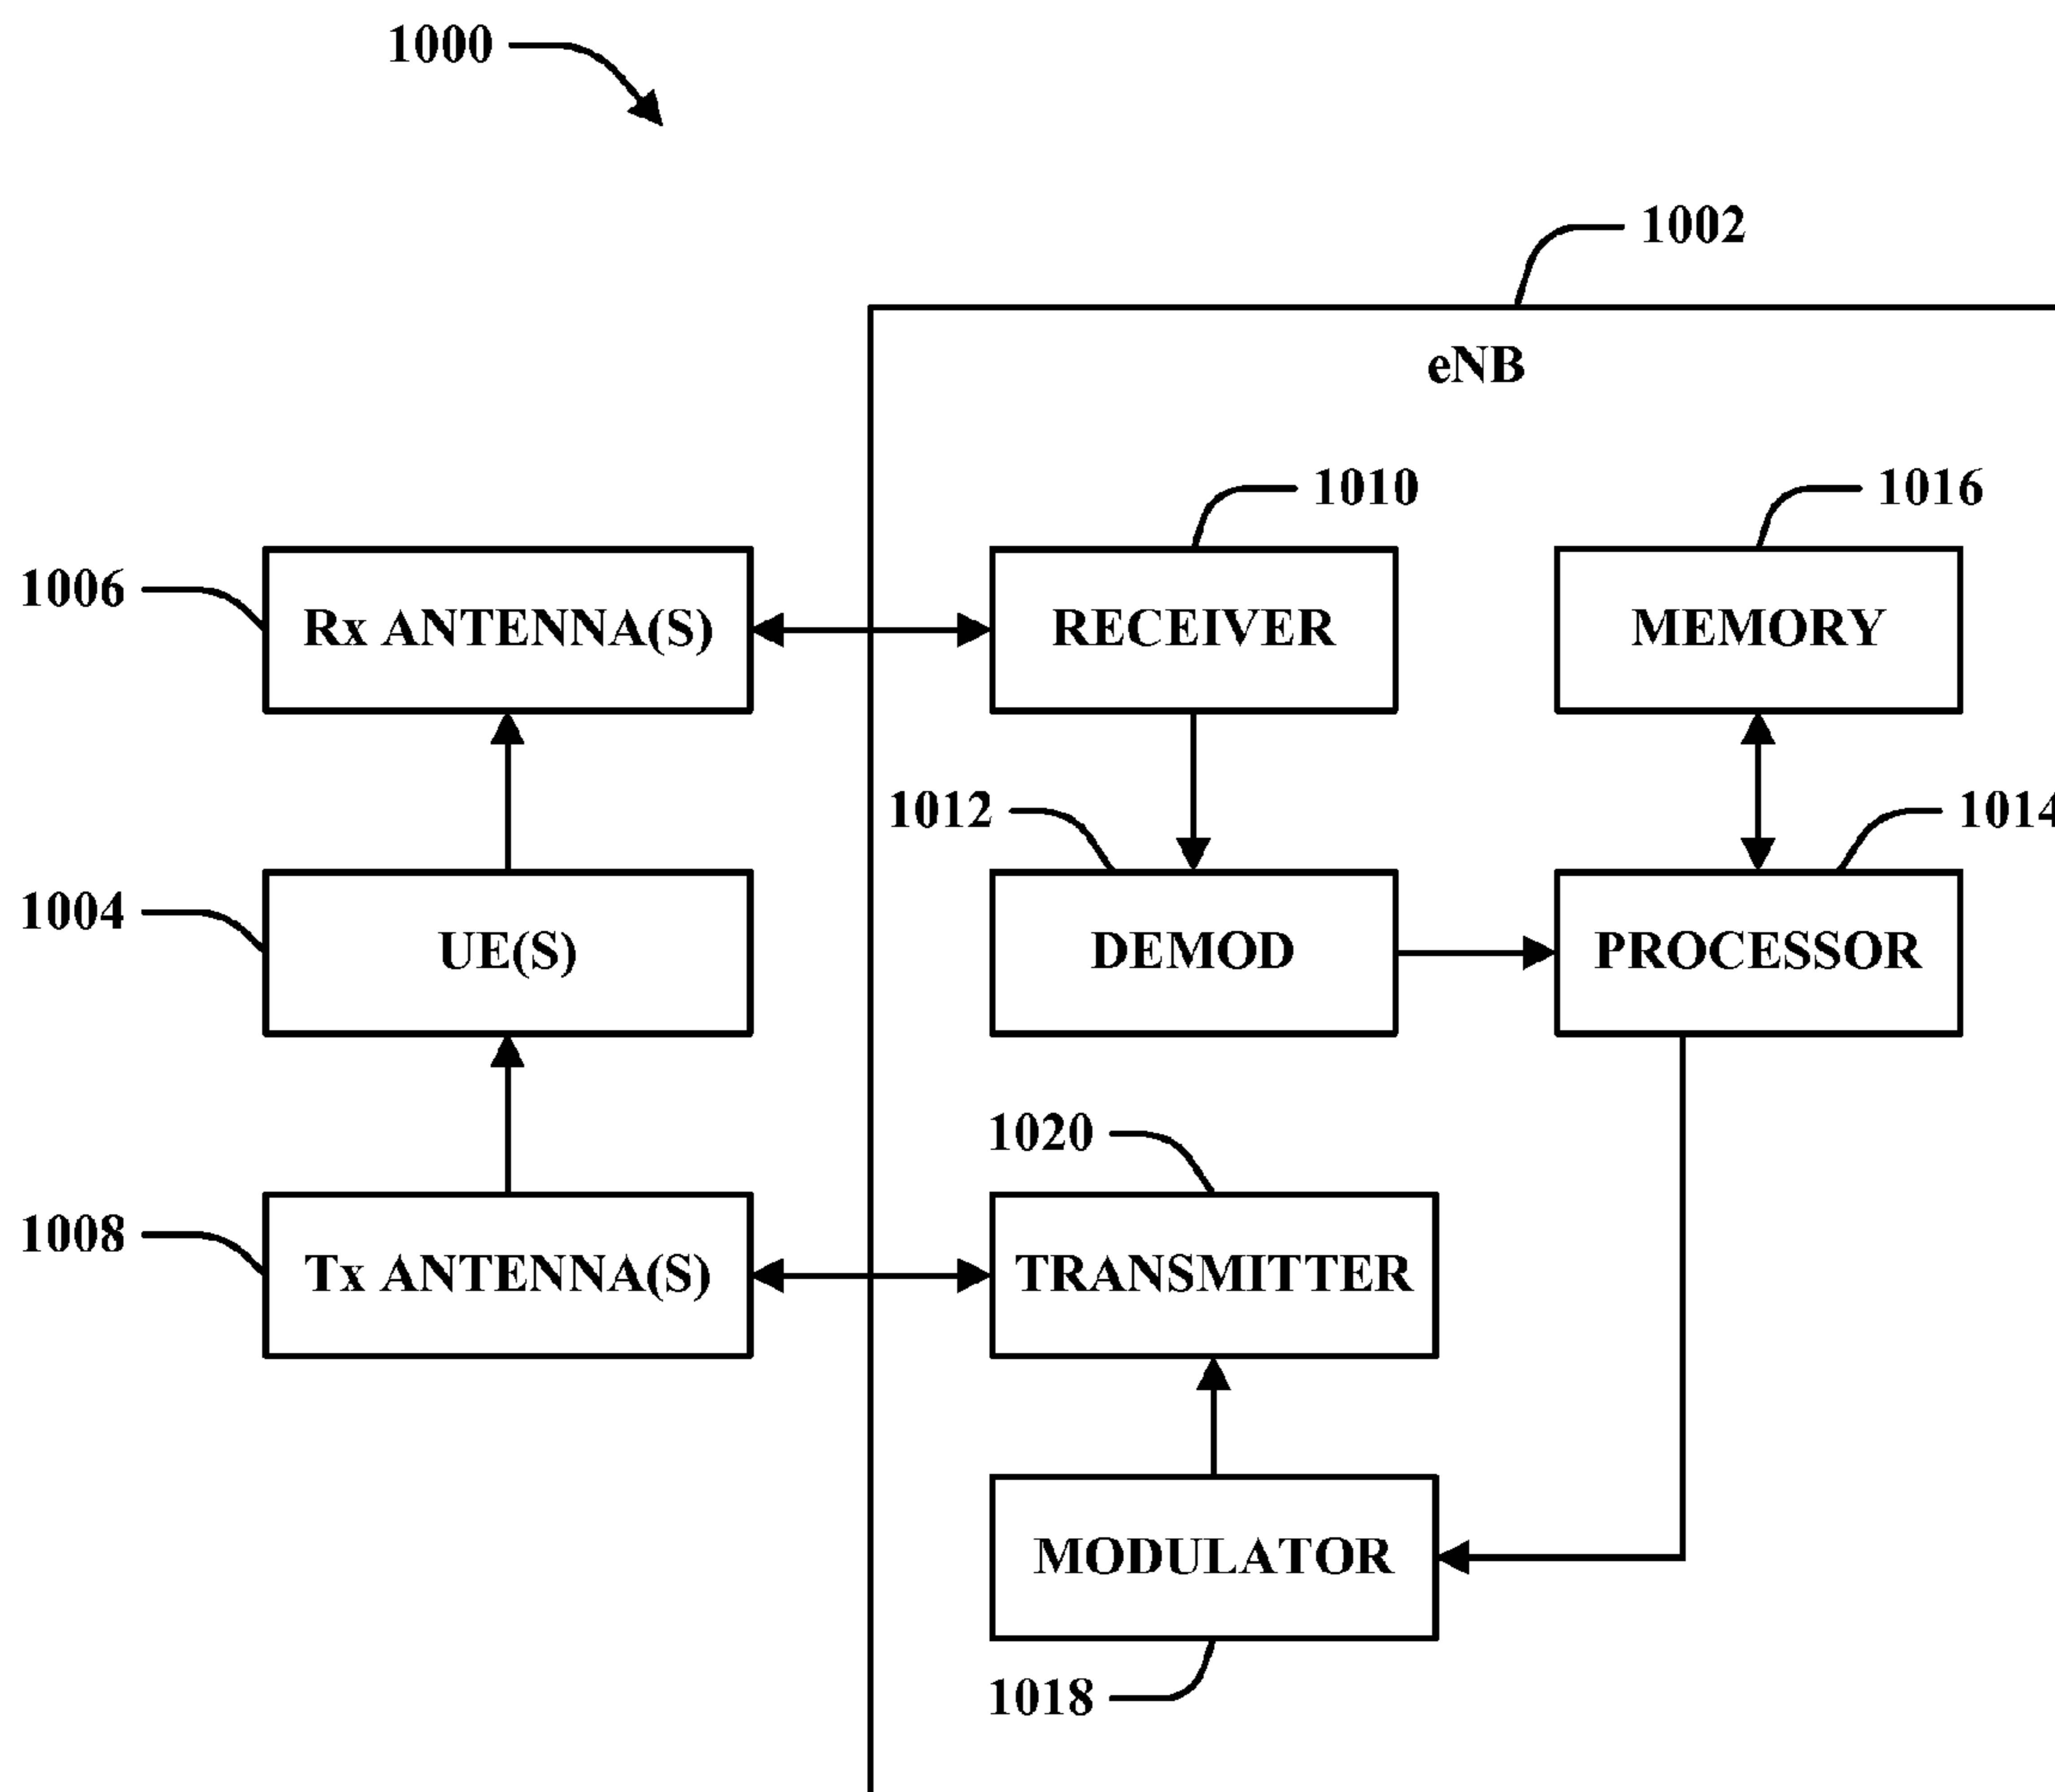 1000
1002
eNB
1010
1016
1006
Rx ANTENNA(S)
RECEIVER
MEMORY
1012
1014
1004
UE(S)
DEMOD
PROCESSOR
1020
1008
Tx ANTENNA(S)
TRANSMITTER
MODULATOR
1018